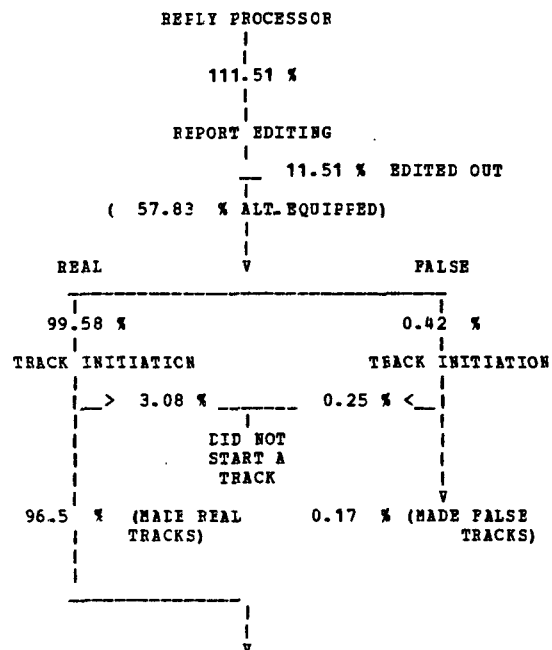 REPLY PROCESSOR
111.51 %
REPORT EDITING
11.51 % EDITED OUT
( 57.83 % ALT-EQUIPPED)
REAL FALSE
99.58 % 0.42 %
TRACK INITIATION TRACK INITIATION
> 3.08 % 0.25 % <
DID NOT
START A
TRACK
96.5 % (MADE REAL 0.17 % (MADE FALSE
TRACKS) TRACKS)